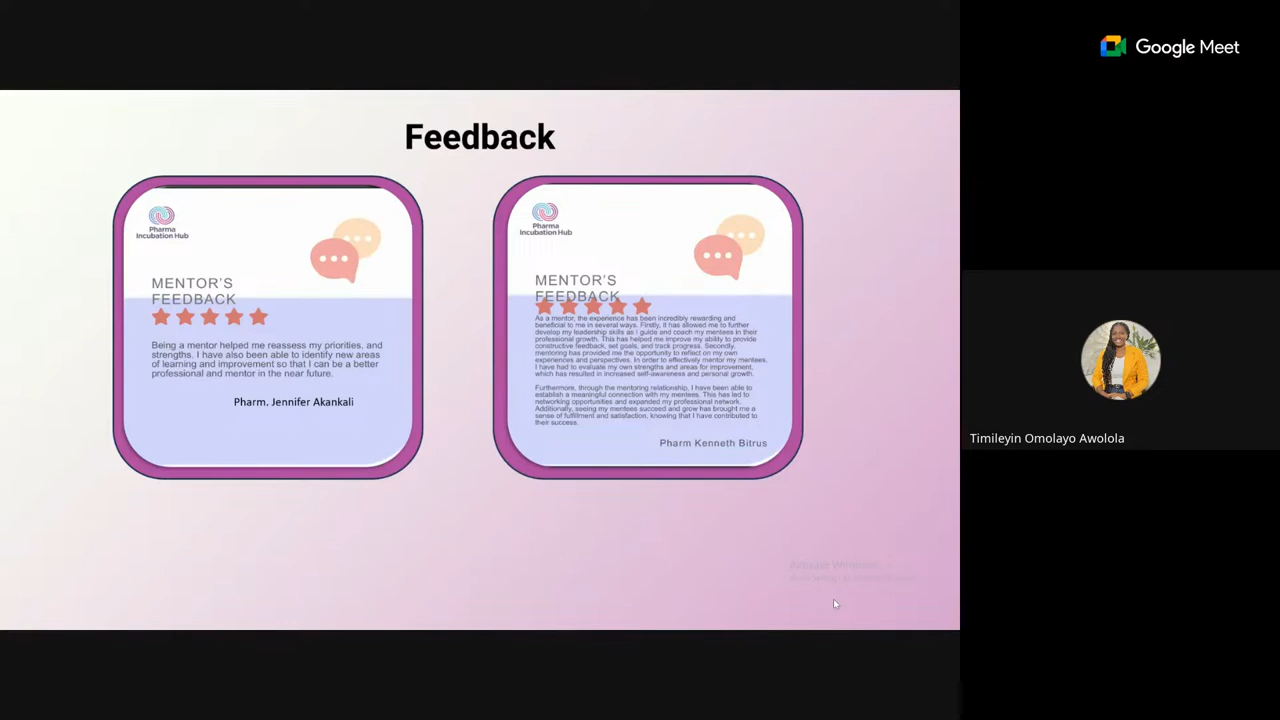 Google Meet
Feedback
Pharma
Incubation Hub
MENTOR'S
FEEDBACK
Being a mentor helped me reassess my priorities, and
strengths. I have also been able to identify new areas
of learning and improvement so that I can be a better
professional and mentor in the near future.
Pharm, Jennifer Akankali
Pharma
Incubation Hub
MENTOR'S
FEEDBACK
As a mentor, the experience has been incredibly rewarding and
beneficial to me in several ways. Firstly, it has allowed me to further
develop my leadership skills as I guide and coach my mentees in their
professional growth. This has helped me improve my ability to provide
constructive feedback, set goals, and track progress. Secondly,
mentoring has provided me the opportunity to reflect on my own
experiences and perspectives. In order to effectively mentor my mentees,
I have had to evaluate my own strengths and areas for improvement,
which has resulted in increased self-awareness and personal growth.
Furthermore, through the mentoring relationship, I have been able to
establish a meaningful connection with my mentees. This has led to
networking opportunities and expanded my professional network.
Additionally, seeing my mentees succeed and grow has brought me a
sense of fulfillment and satisfaction, knowing that I have contributed to
their success.
Pharm Kenneth Bitrus
Timileyin Omolayo Awolola